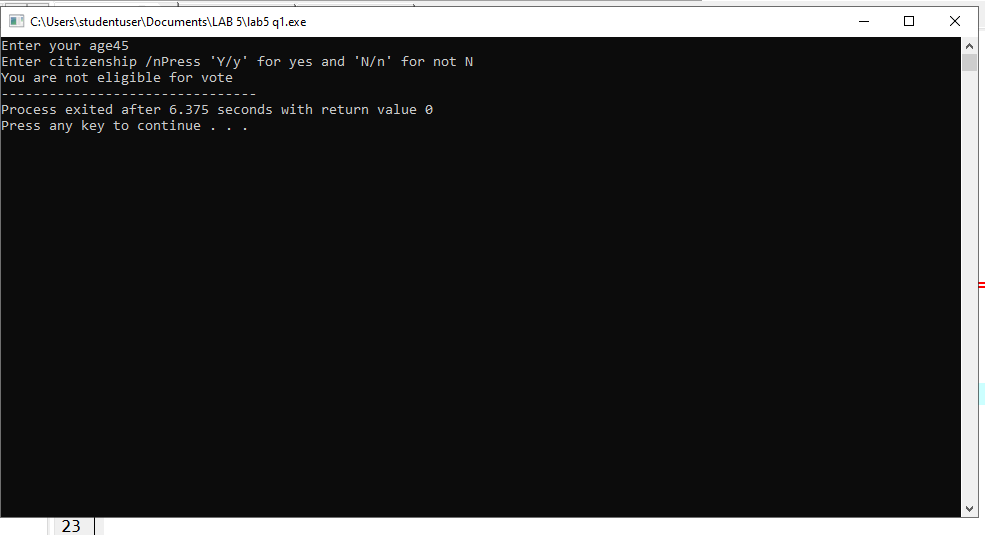 C:\Users\studentuser\Documents\LAB 5\lab5 q1.exe
Enter your age45
Enter citizenship /nPress 'Y/y' for yes and 'N/n' for not N
You are not eligible for vote
--------------------------------
Process exited after 6.375 seconds with return value 0
Press any key to continue . . .
23